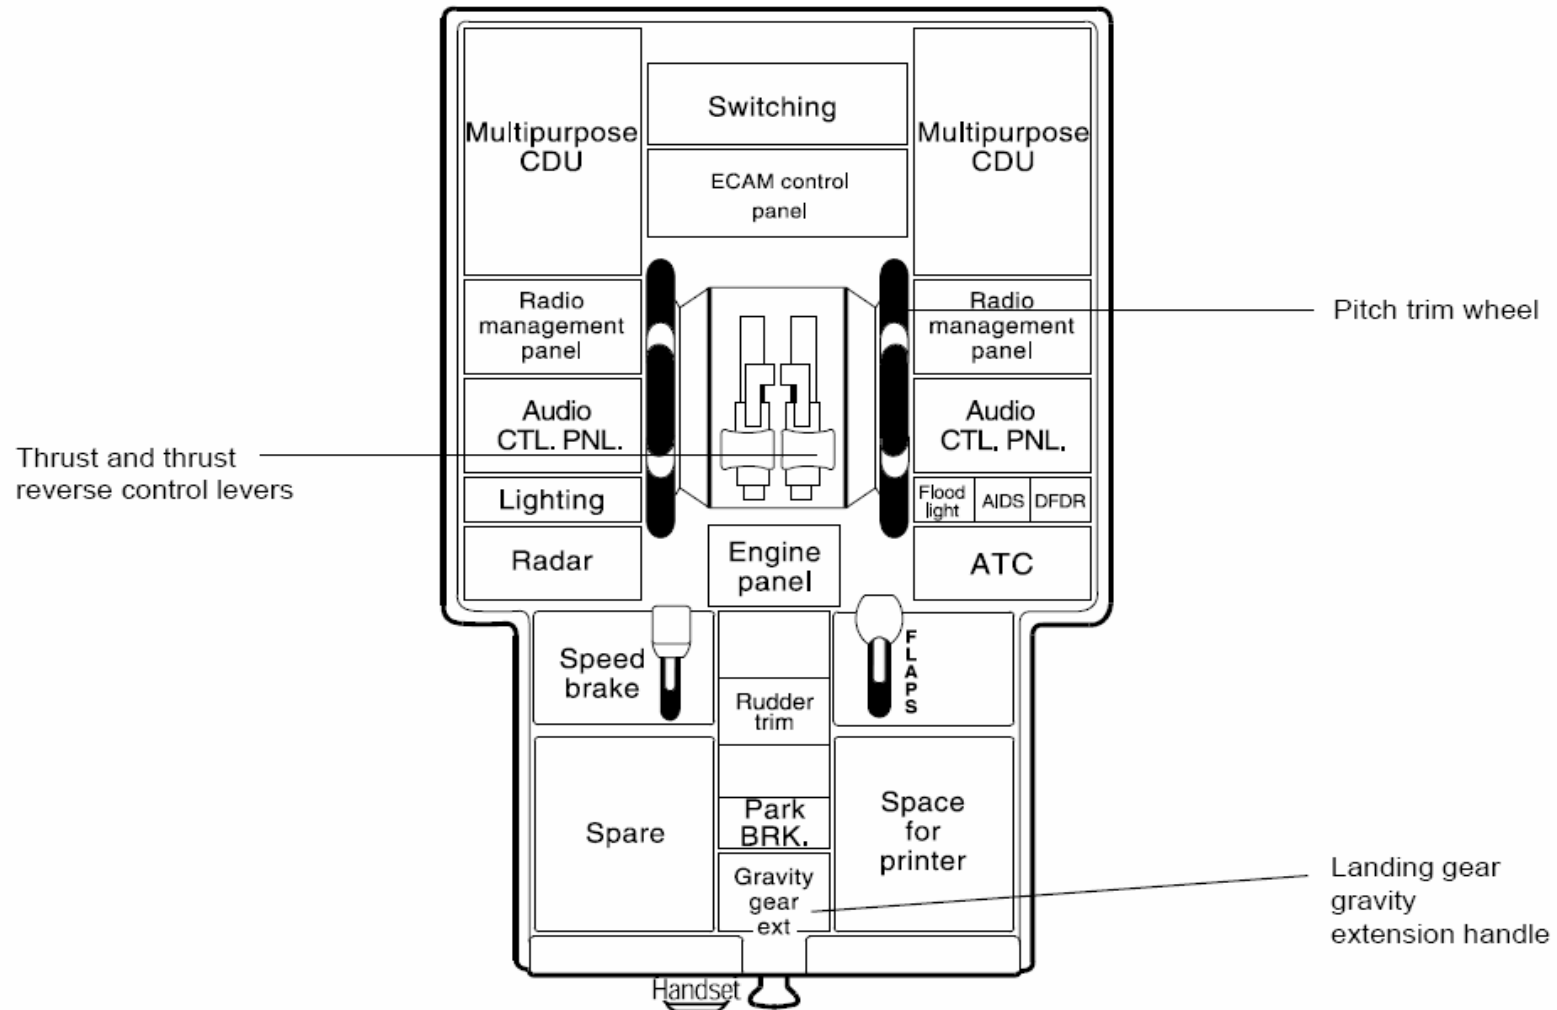 Multipurpose
CDU
Switching
ECAM control
panel
Multipurpose
CDU
Radio
management
panel
Radio
management
panel
Pitch trim wheel
Audio
CTL. PNL.
Audio
CTL. PNL.
Thrust and thrust
reverse control levers
Lighting
Flood
light
AIDS
DFDR
Radar
Engine
panel
ATC
Speed
brake
Rudder
trim
FLAPS
Spare
Park
BRK.
Space
for
printer
Gravity
gear
ext
Landing gear
gravity
extension handle
Handset